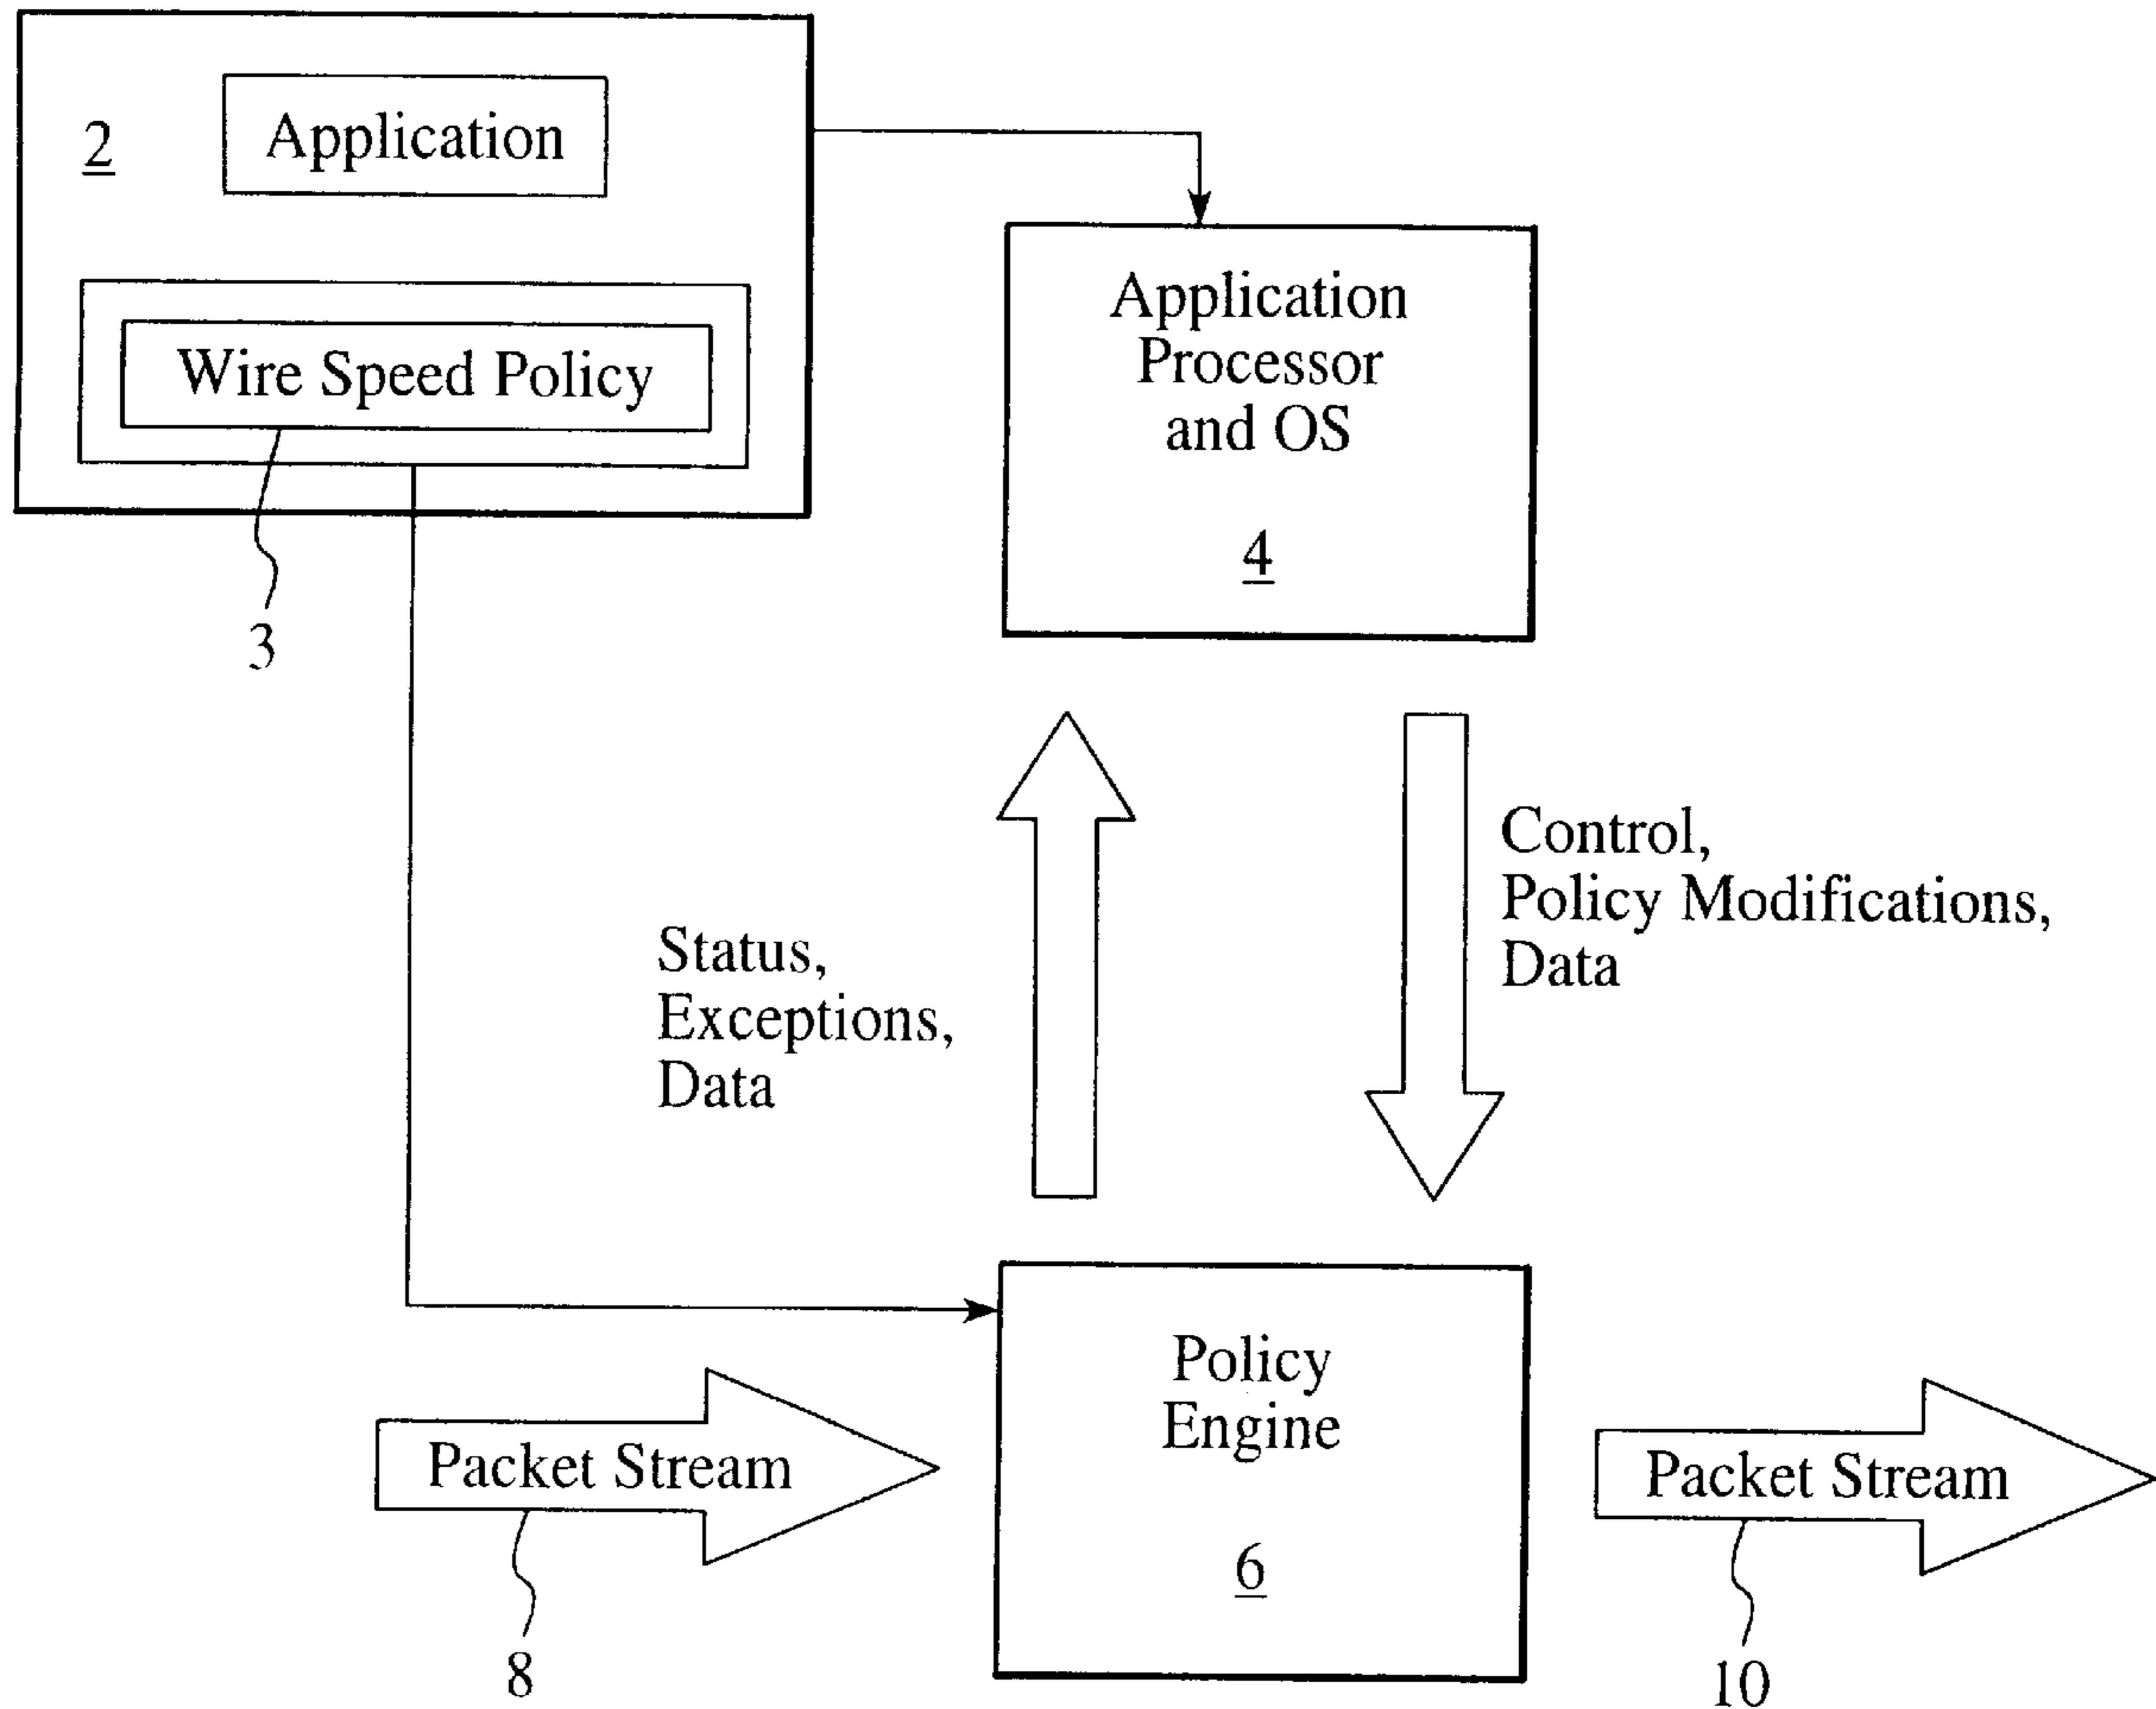 2
Application
Wire Speed Policy
3
Application
Processor
and OS
4
Status,
Exceptions,
Data
Control,
Policy Modifications,
Data
Packet Stream
8
Policy
Engine
6
Packet Stream
10